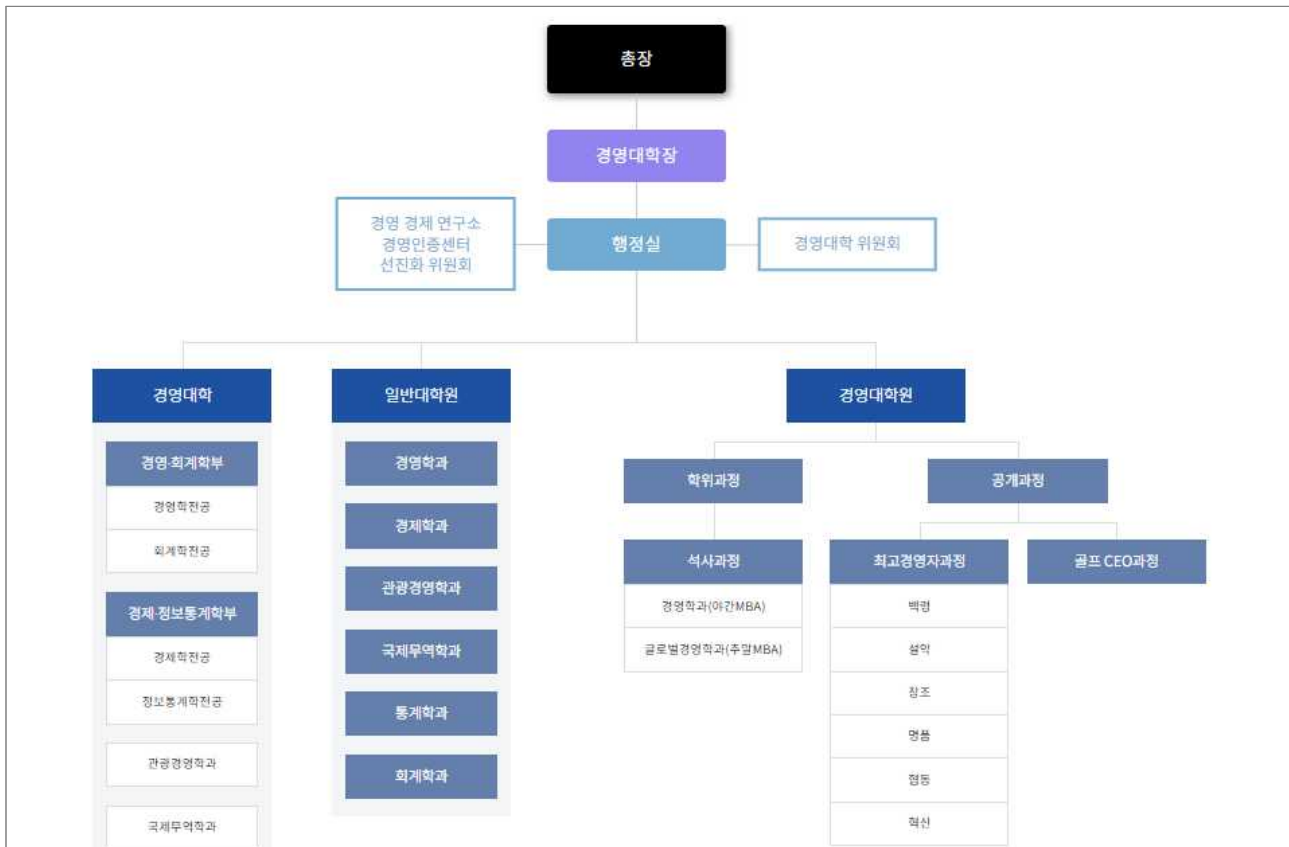 총장
경영대학장
경영 경제 연구소
경영인증센터
선진화 위원회
행정실
경영대학 위원회
경영대학
경영·회계학부
경영학전공
회계학전공
경제·정보통계학부
경제학전공
정보통계학전공
관광경영학과
국제무역학과
일반대학원
경영학과
경제학과
관광경영학과
국제무역학과
통계학과
회계학과
경영대학원
학위과정
공개과정
석사과정
경영학과(야간MBA)
글로벌경영학과(주말MBA)
최고경영자과정
백령
설악
창조
명품
협동
혁신
골프 CEO과정